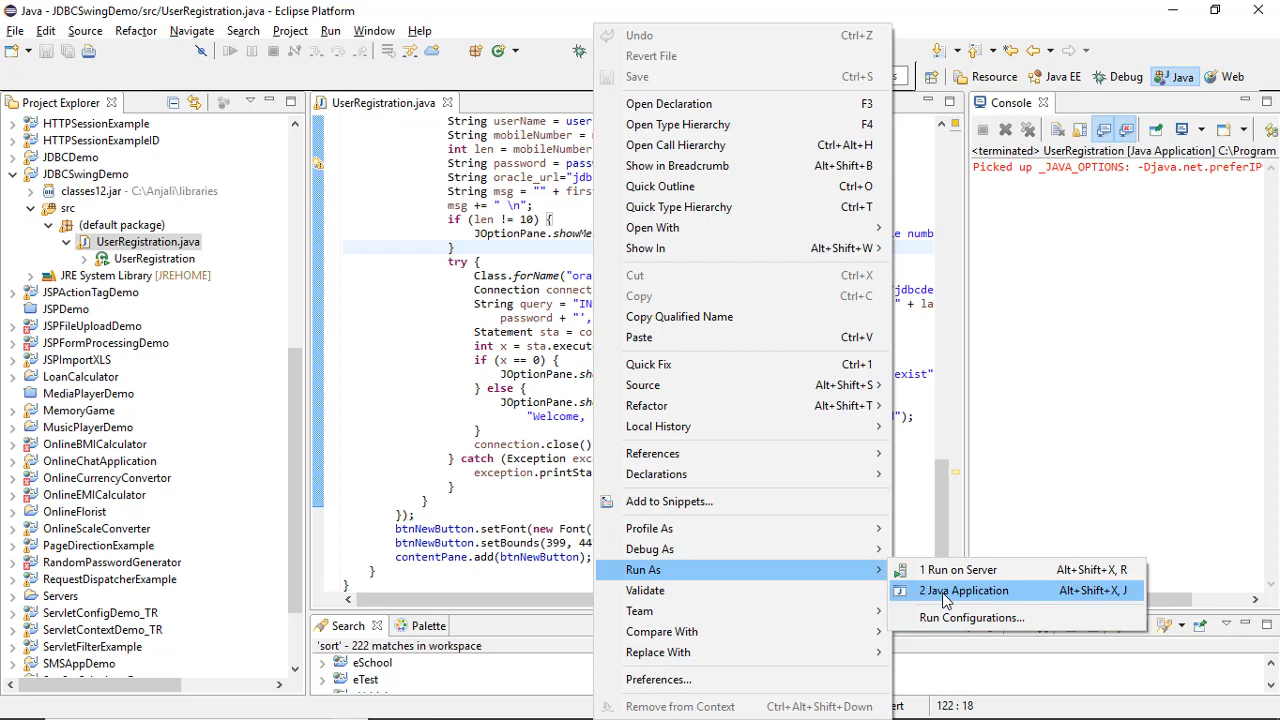 Java - JDBCSwingDemo/src/UserRegistration.java - Eclipse Platform
File Edit Source Refactor Navigate Search Project Run Window Help
Resource Java EE Debug Java Web
Project Explorer
HTTPSessionExample
HTTPSessionExampleID
JDBCDemo
JDBCSwingDemo
classes12.jar - C:\Anjali\libraries
src
(default package)
UserRegistration.java
UserRegistration
JRE System Library [JREHOME]
JSPActionTagDemo
JSPDemo
JSPFileUploadDemo
JSPFormProcessingDemo
JSPImportXLS
LoanCalculator
MediaPlayerDemo
MemoryGame
MusicPlayerDemo
OnlineBMICalculator
OnlineChatApplication
OnlineCurrencyConvertor
OnlineEMICalculator
OnlineFlorist
OnlineScaleConverter
PageDirectionExample
RandomPasswordGenerator
RequestDispatcherExample
Servers
ServletConfigDemo_TR
ServletContextDemo_TR
ServletFilterExample
SMSAppDemo
UserRegistration.java
String userName = user
String mobileNumber = m
int len = mobileNumber
String password = pass
String oracle_url="jdb
String msg = "" + first
msg += " \n";
if (len != 10) {
JOptionPane.showMe
e numb
}
try {
Class.forName("ora
Connection connect
"jdbcde
String query = "IN
" + la
password + "',
Statement sta = co
int x = sta.execut
if (x == 0) {
JOptionPane.sho
exist"
} else {
JOptionPane.sho
"Welcome,
d");
}
connection.close()
} catch (Exception exc
exception.printSta
}
}
});
btnNewButton.setFont(new Font(
btnNewButton.setBounds(399, 44
contentPane.add(btnNewButton);
}
}
Search Palette
'sort' - 222 matches in workspace
eSchool
eTest
Undo Ctrl+Z
Revert File
Save Ctrl+S
Open Declaration F3
Open Type Hierarchy F4
Open Call Hierarchy Ctrl+Alt+H
Show in Breadcrumb Alt+Shift+B
Quick Outline Ctrl+O
Quick Type Hierarchy Ctrl+T
Open With
Show In Alt+Shift+W
Cut Ctrl+X
Copy Ctrl+C
Copy Qualified Name
Paste Ctrl+V
Quick Fix Ctrl+1
Source Alt+Shift+S
Refactor Alt+Shift+T
Local History
References
Declarations
Add to Snippets...
Profile As
Debug As
Run As
Validate
Team
Compare With
Replace With
Preferences...
Remove from Context Ctrl+Alt+Shift+Down
1 Run on Server Alt+Shift+X, R
2 Java Application Alt+Shift+X, J
Run Configurations...
Console
<terminated> UserRegistration [Java Application] C:\Program
Picked up _JAVA_OPTIONS: -Djava.net.preferIP
ert 122 : 18